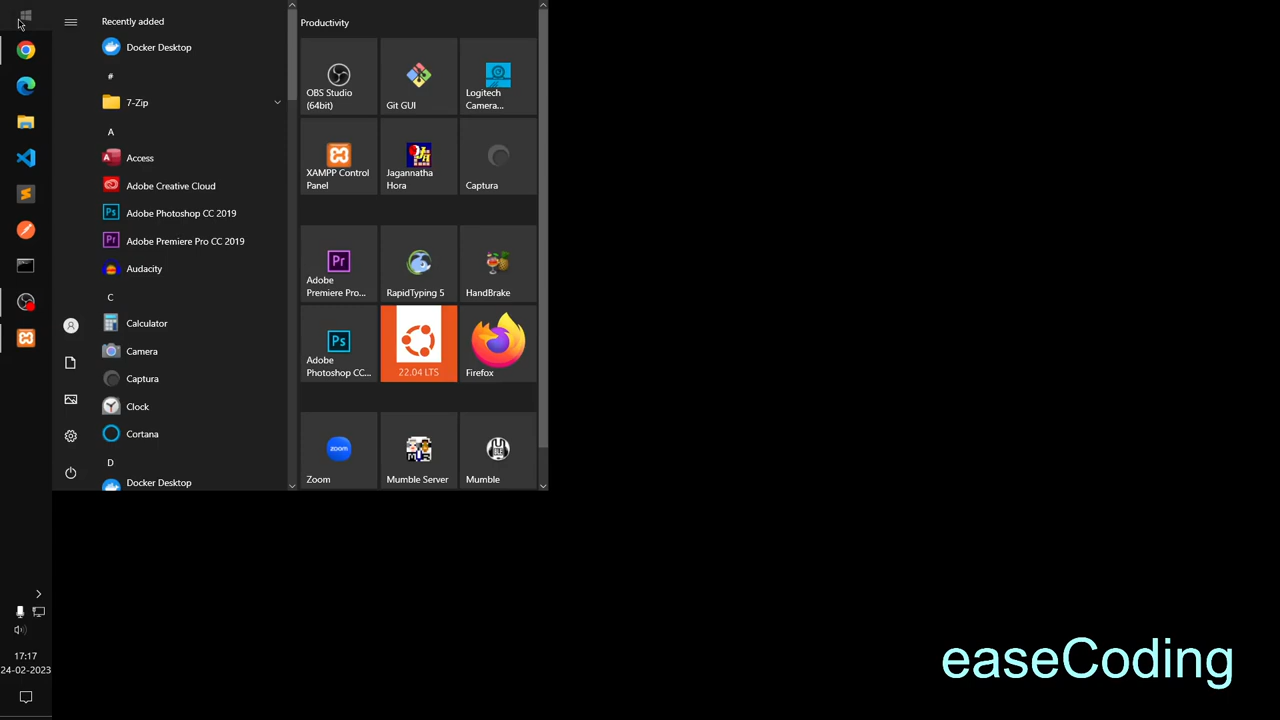 Recently added
Docker Desktop
#
7-Zip
A
Access
Adobe Creative Cloud
Adobe Photoshop CC 2019
Adobe Premiere Pro CC 2019
Audacity
C
Calculator
Camera
Captura
Clock
Cortana
D
Docker Desktop
Productivity
OBS Studio
(64bit)
Git GUI
Logitech
Camera...
XAMPP Control
Panel
Jagannatha
Hora
Captura
Adobe
Premiere Pro...
RapidTyping 5
HandBrake
Adobe
Photoshop CC...
22.04 LTS
Firefox
zoom
Zoom
Mumble Server
Mumble
17:17
24-02-2023
easeCoding